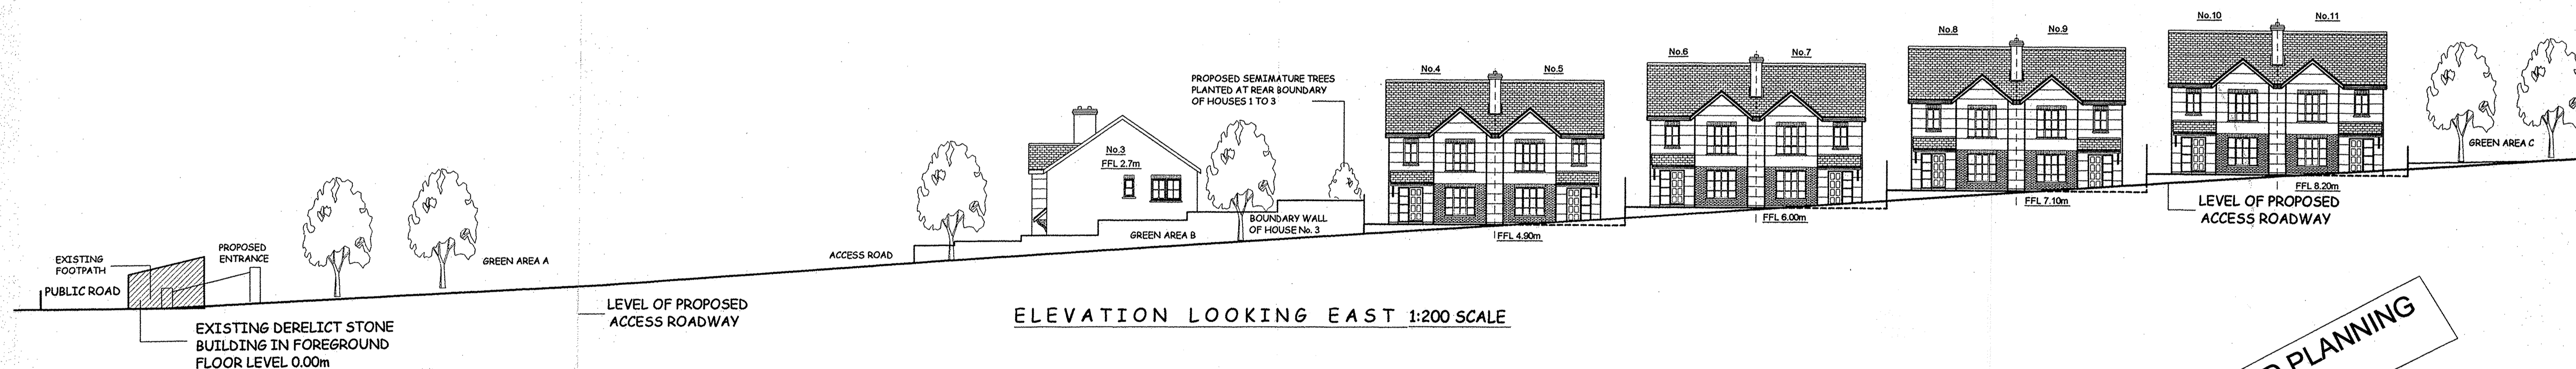 EXISTING
FOOTPATH
PUBLIC ROAD
PROPOSED
ENTRANCE
EXISTING DERELICT STONE
BUILDING IN FOREGROUND
FLOOR LEVEL 0.00m
GREEN AREA A
LEVEL OF PROPOSED
ACCESS ROADWAY
ACCESS ROAD
No.3
FFL 2.7m
GREEN AREA B
BOUNDARY WALL
OF HOUSE No. 3
PROPOSED SEMIMATURE TREES
PLANTED AT REAR BOUNDARY
OF HOUSES 1 TO 3
No.4
No.5
FFL 4.90m
No.6
No.7
FFL 6.00m
No.8
No.9
FFL 7.10m
No.10
No.11
FFL 8.20m
LEVEL OF PROPOSED
ACCESS ROADWAY
GREEN AREA C
ELEVATION LOOKING EAST 1:200 SCALE
PLANNING